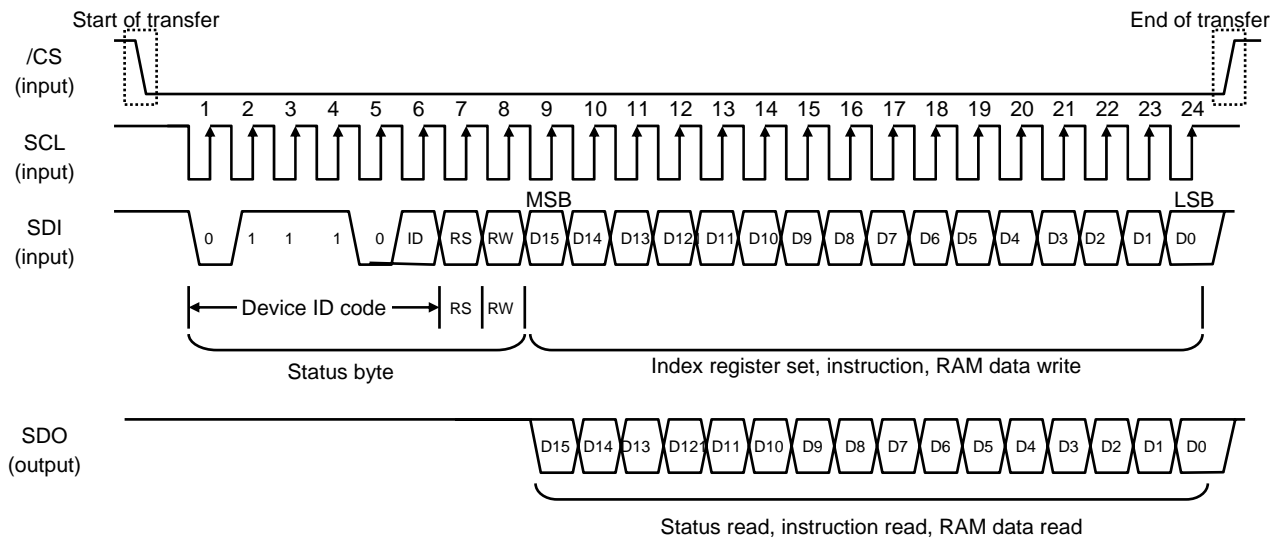 Start of transfer End of transfer
/CS
(input)
1 2 3 4 5 6 7 8 9 10 11 12 13 14 15 16 17 18 19 20 21 22 23 24
SCL
(input)
MSB LSB
SDI
(input)
0 1 1 1 0 ID RS RW D15 D14 D13 D12 D11 D10 D9 D8 D7 D6 D5 D4 D3 D2 D1 D0
Device ID code RS RW
Status byte
Index register set, instruction, RAM data write
SDO
(output)
D15 D14 D13 D121 D11 D10 D9 D8 D7 D6 D5 D4 D3 D2 D1 D0
Status read, instruction read, RAM data read